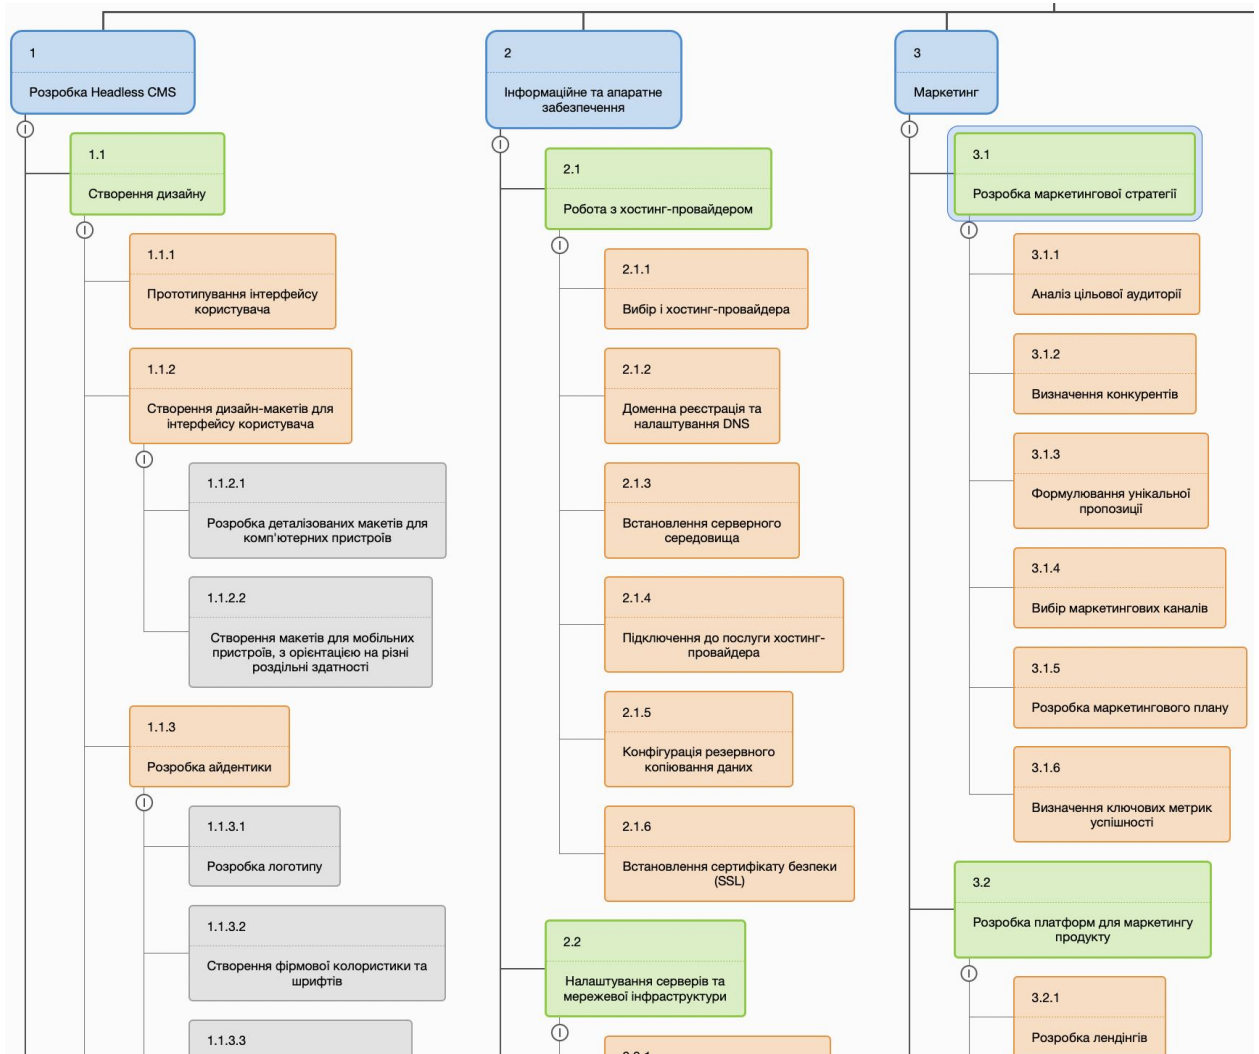 1
Розробка Headless CMS
1.1
Створення дизайну
1.1.1
Прототипування інтерфейсу
користувача
1.1.2
Створення дизайн-макетів для
інтерфейсу користувача
1.1.2.1
Розробка деталізованих макетів для
комп'ютерних пристроїв
1.1.2.2
Створення макетів для мобільних
пристроїв, з орієнтацією на різні
роздільні здатності
1.1.3
Розробка айдентики
1.1.3.1
Розробка логотипу
1.1.3.2
Створення фірмової колористики та
шрифтів
1.1.3.3
2
Інформаційне та апаратне
забезпечення
2.1
Робота з хостинг-провайдером
2.1.1
Вибір і хостинг-провайдера
2.1.2
Доменна реєстрація та
налаштування DNS
2.1.3
Встановлення серверного
середовища
2.1.4
Підключення до послуги хостинг-
провайдера
2.1.5
Конфігурація резервного
копіювання даних
2.1.6
Встановлення сертифікату безпеки
(SSL)
2.2
Налаштування серверів та
мережевої інфраструктури
3
Маркетинг
3.1
Розробка маркетингової стратегії
3.1.1
Аналіз цільової аудиторії
3.1.2
Визначення конкурентів
3.1.3
Формулювання унікальної
пропозиції
3.1.4
Вибір маркетингових каналів
3.1.5
Розробка маркетингового плану
3.1.6
Визначення ключових метрик
успішності
3.2
Розробка платформ для маркетингу
продукту
3.2.1
Розробка лендінгів